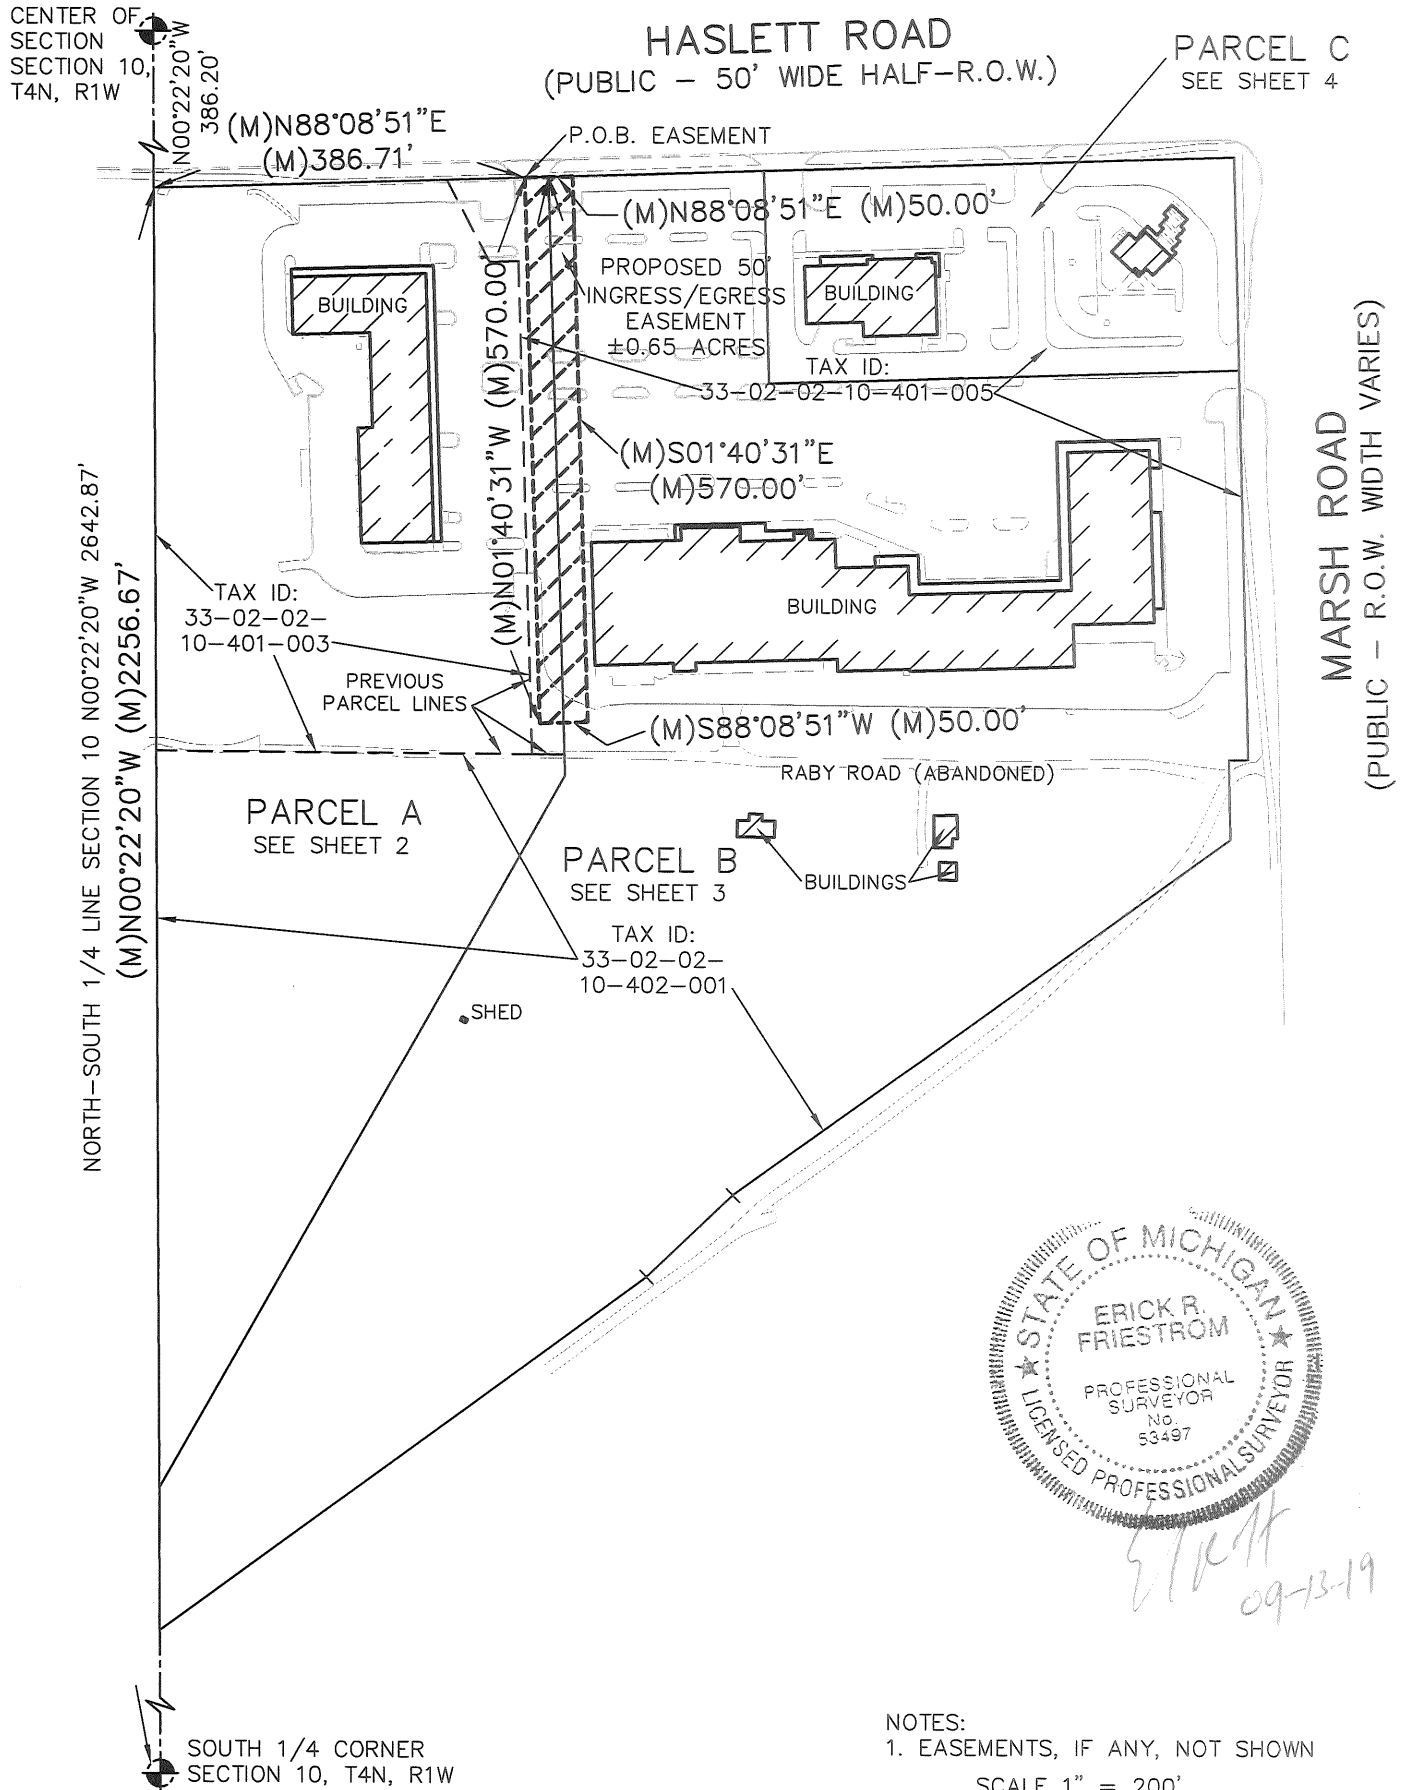 CENTER OF
SECTION
SECTION 10,
T4N, R1W
N00°22'20"W
386.20'
HASLETT ROAD
(PUBLIC – 50' WIDE HALF–R.O.W.)
PARCEL C
SEE SHEET 4
(M)N88°08'51"E
(M)386.71'
P.O.B. EASEMENT
(M)N88°08'51"E (M)50.00'
PROPOSED 50'
INGRESS/EGRESS
EASEMENT
±0.65 ACRES
BUILDING
BUILDING
TAX ID:
33–02–02–10–401–005
(M)N01°40'31"W (M)570.00'
(M)S01°40'31"E
(M)570.00'
MARSH ROAD
(PUBLIC – R.O.W. WIDTH VARIES)
NORTH–SOUTH 1/4 LINE SECTION 10 N00°22'20"W 2642.87'
(M)N00°22'20"W (M)2256.67'
TAX ID:
33–02–02–
10–401–003
BUILDING
PREVIOUS
PARCEL LINES
(M)S88°08'51"W (M)50.00'
RABY ROAD (ABANDONED)
PARCEL A
SEE SHEET 2
PARCEL B
SEE SHEET 3
BUILDINGS
TAX ID:
33–02–02–
10–402–001
SHED
STATE OF MICHIGAN
ERICK R.
FRIESTROM
PROFESSIONAL
SURVEYOR
No.
53497
LICENSED PROFESSIONAL SURVEYOR
09-13-19
SOUTH 1/4 CORNER
SECTION 10, T4N, R1W
NOTES:
1. EASEMENTS, IF ANY, NOT SHOWN
SCALE 1" = 200'